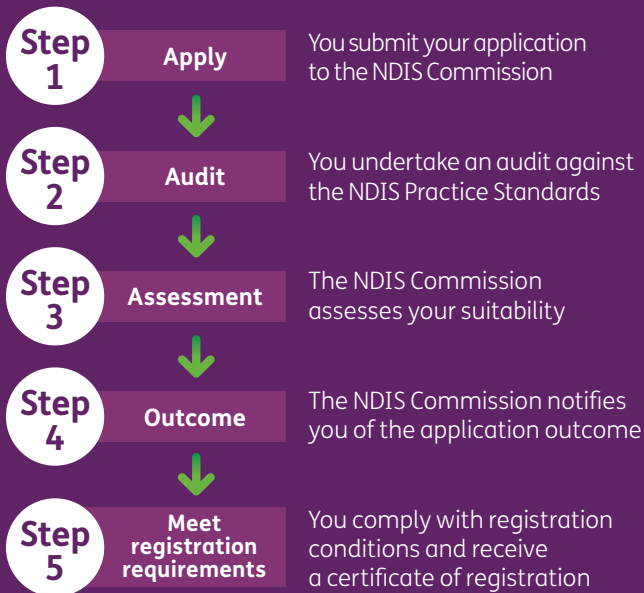 Step
1
Apply
You submit your application
to the NDIS Commission
Step
2
Audit
You undertake an audit against
the NDIS Practice Standards
Step
3
Assessment
The NDIS Commission
assesses your suitability
Step
4
Outcome
The NDIS Commission notifies
you of the application outcome
Step
5
Meet
registration
requirements
You comply with registration
conditions and receive
a certificate of registration